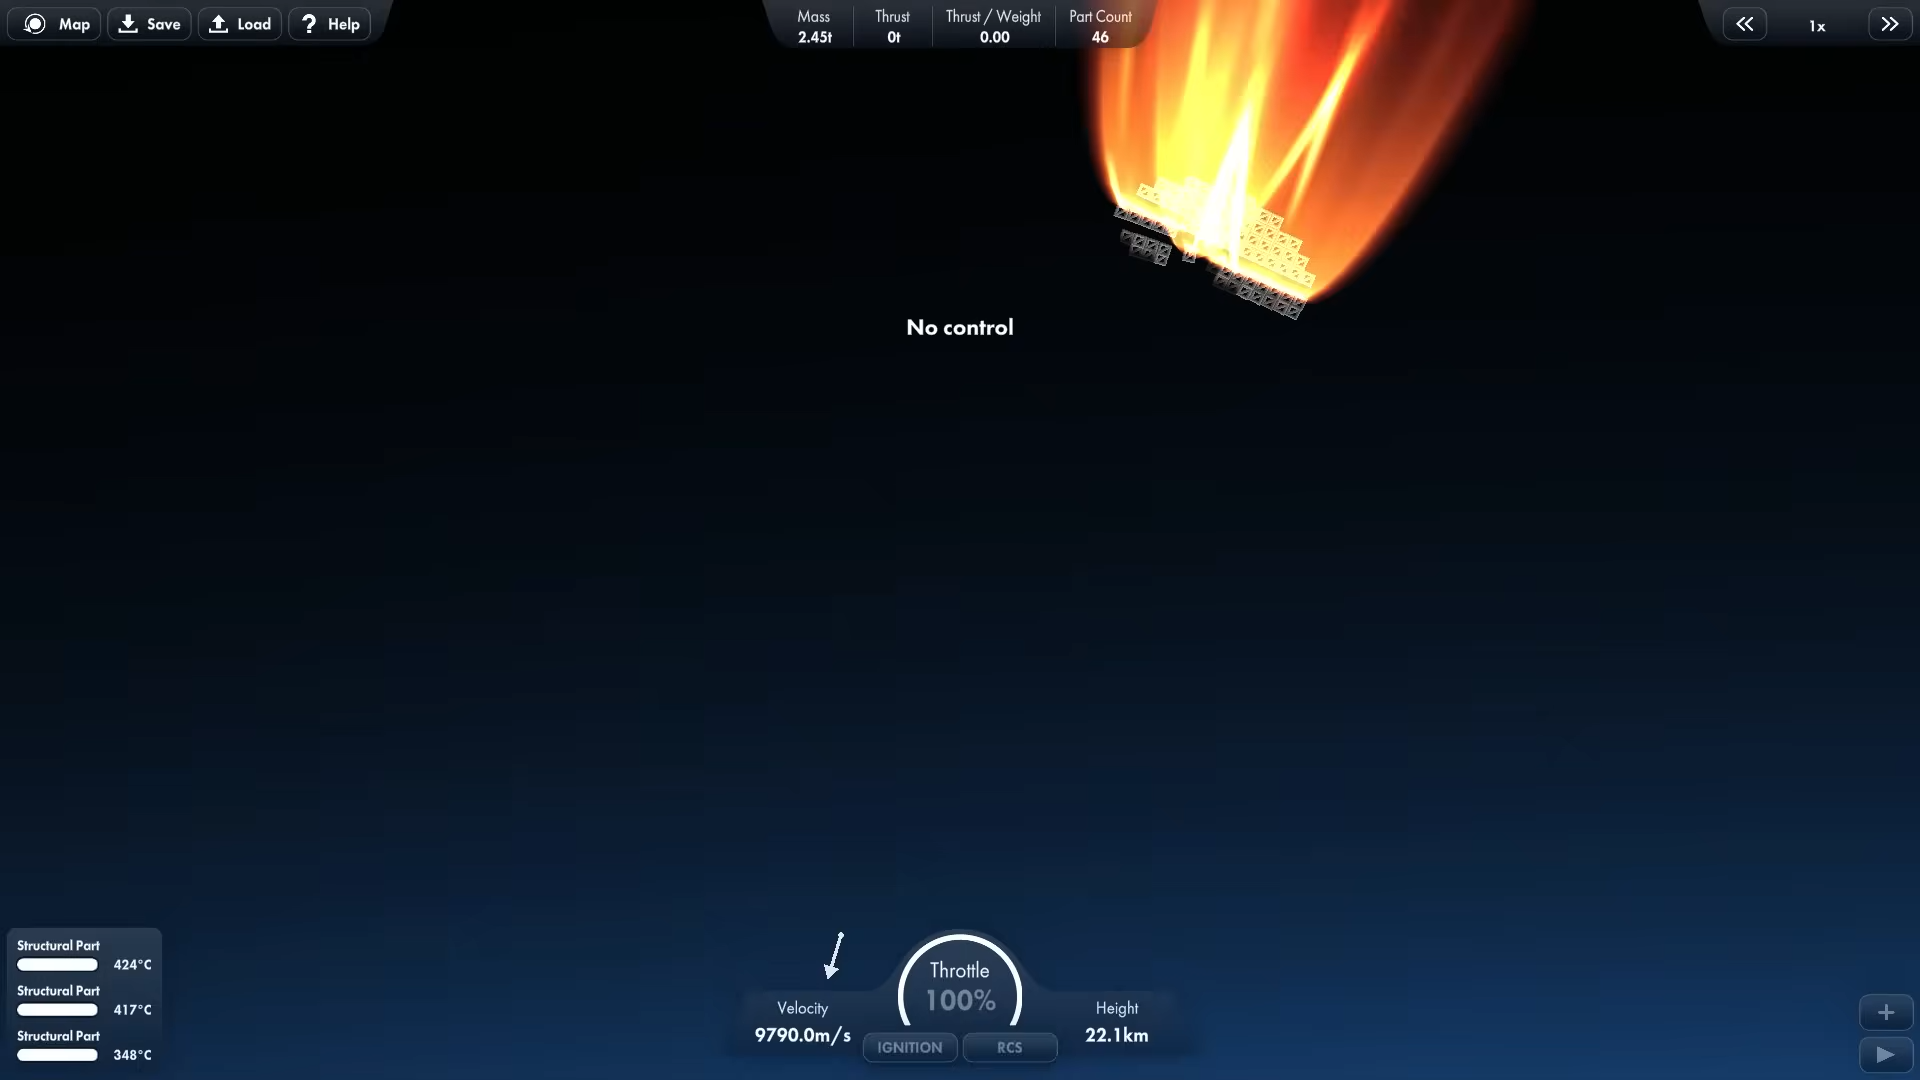 Map Save Load Help
Mass Thrust Thrust / Weight Part Count
2.45t 0t 0.00 46
1x
No control
Structural Part
424°C
Structural Part
417°C
Structural Part
348°C
Throttle
100%
Velocity
9790.0m/s
IGNITION RCS
Height
22.1km